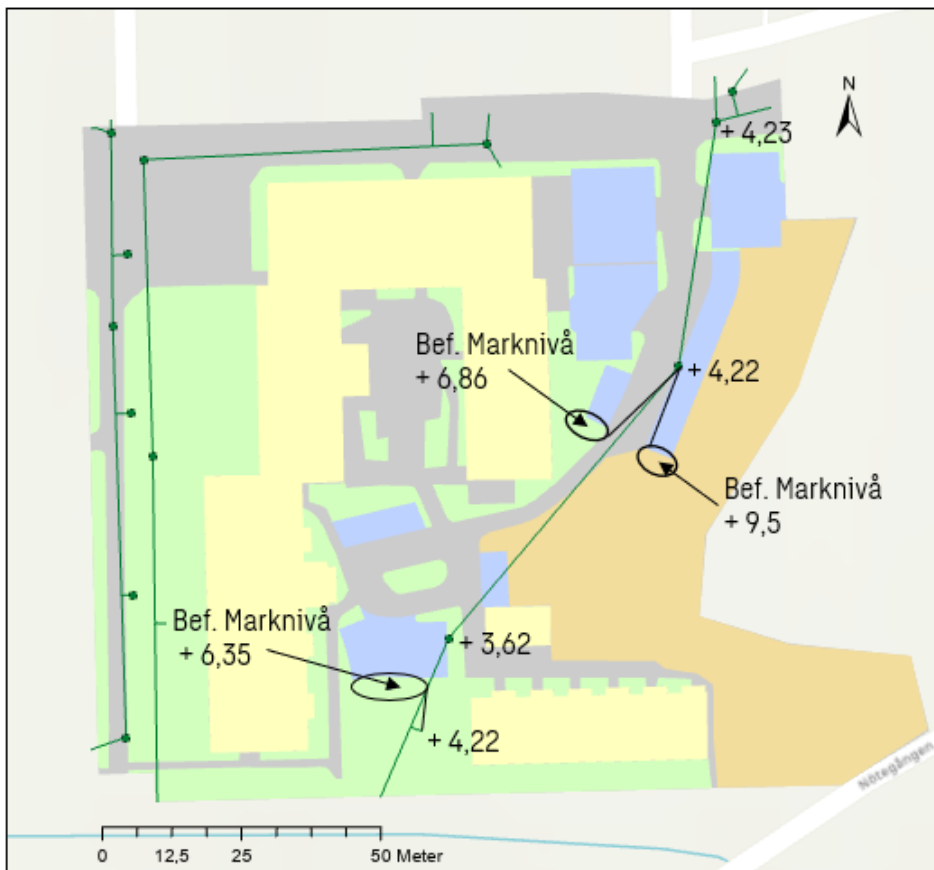 N
+ 4,23
Bef. Marknivå
+ 6,86
+ 4,22
Bef. Marknivå
+ 9,5
Bef. Marknivå
+ 6,35
+ 3,62
+ 4,22
Nötegången
0 12,5 25 50 Meter